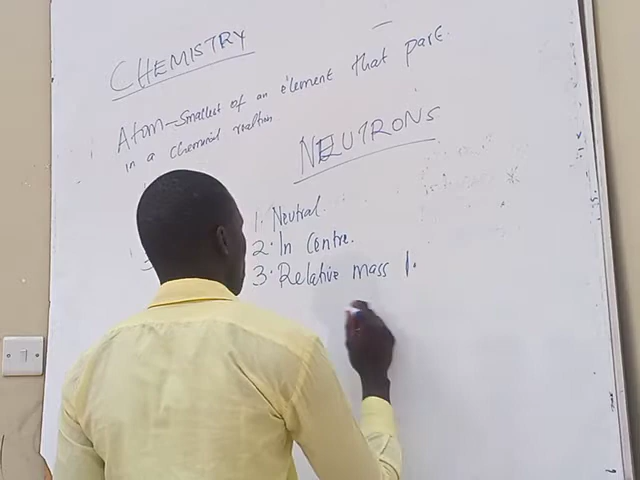 CHEMISTRY
Atom - Smallest of an element that part.
in a chemical reaction
NEUTRONS
1. Neutral.
2. In Centre.
3. Relative mass 1.